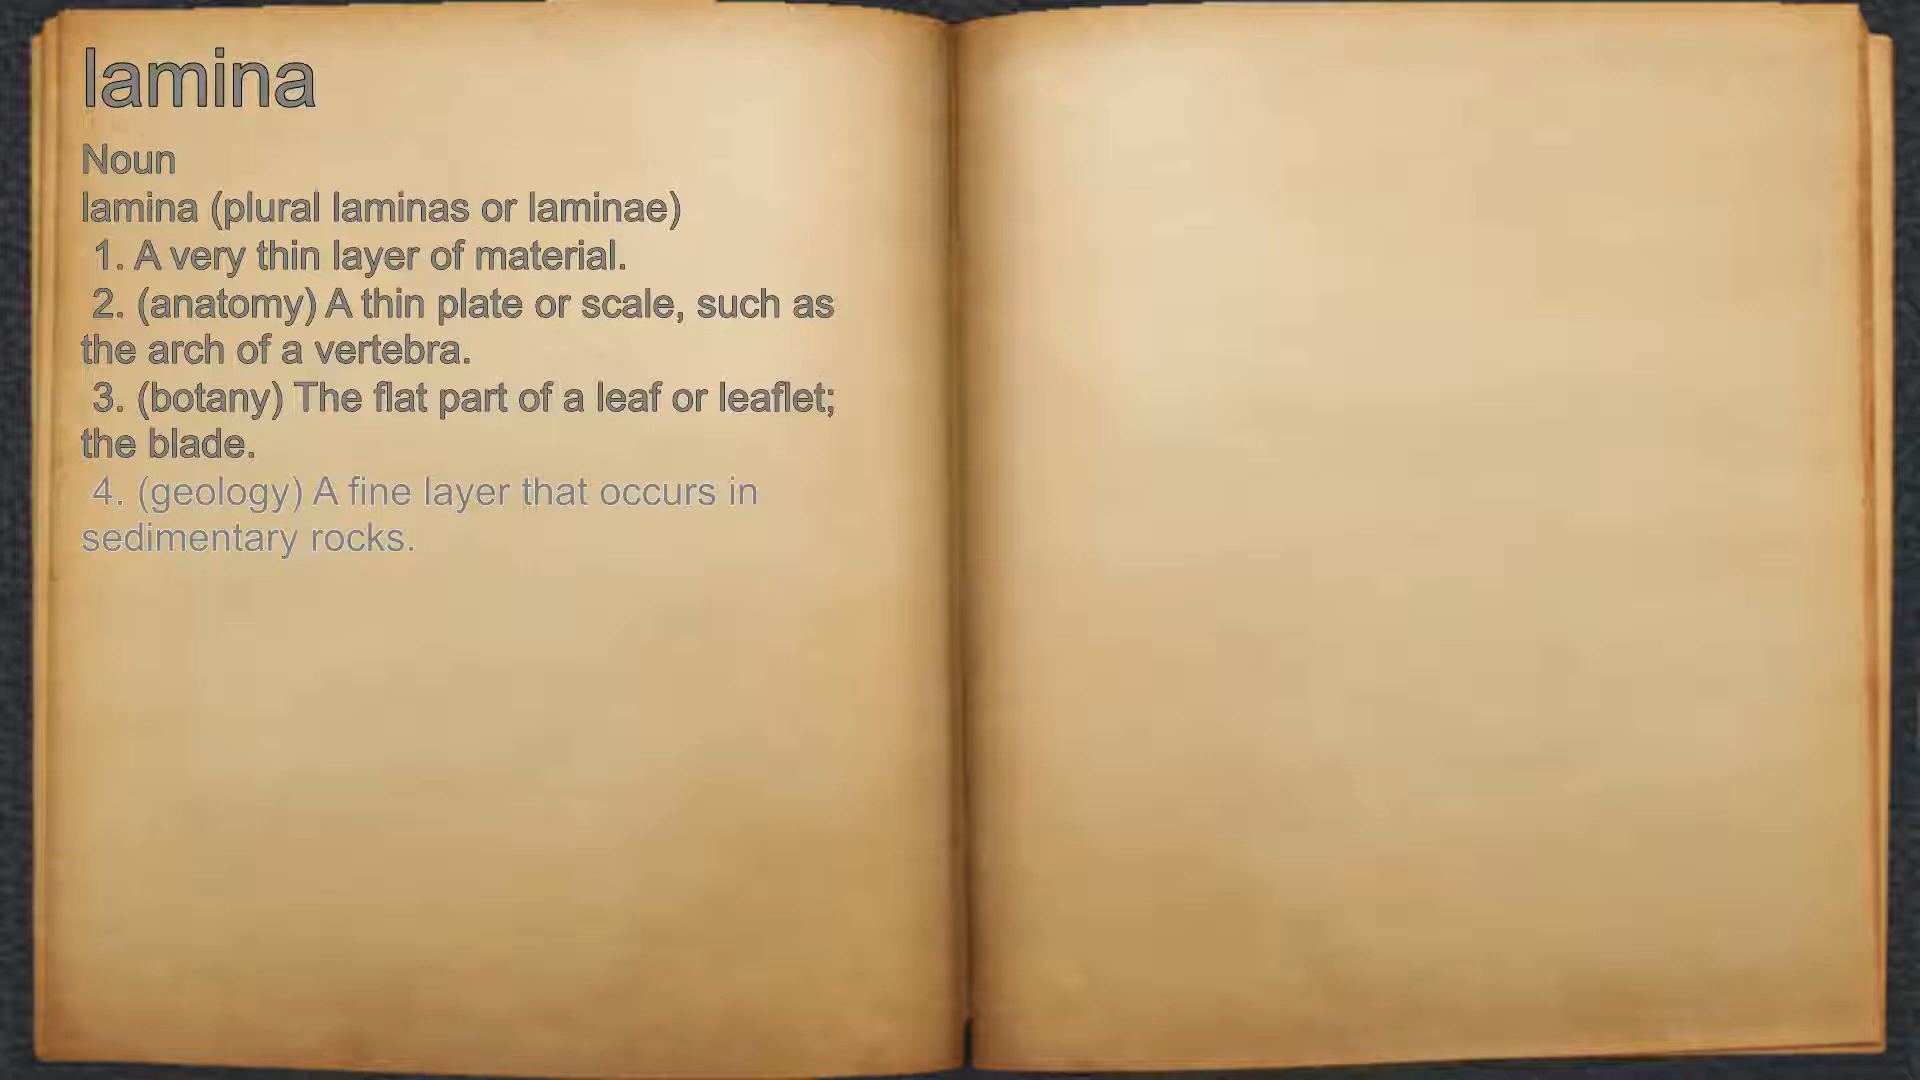 lamina
Noun
lamina (plural laminas or laminae)
1. A very thin layer of material.
2. (anatomy) A thin plate or scale, such as
the arch of a vertebra.
3. (botany) The flat part of a leaf or leaflet;
the blade.
4. (geology) A fine layer that occurs in
sedimentary rocks.